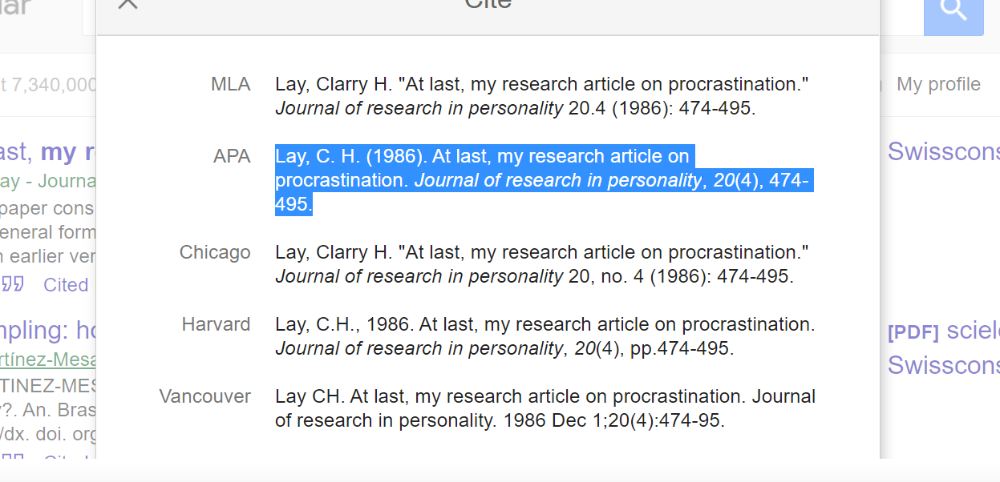 ar
Cite
t 7,340,000
My profile
MLA
Lay, Clarry H. "At last, my research article on procrastination."
Journal of research in personality 20.4 (1986): 474-495.
ast, my r
Swisscons
APA
Lay, C. H. (1986). At last, my research article on
procrastination. Journal of research in personality, 20(4), 474-
495.
ay - Journa
paper cons
eneral form
n earlier ver
Cited
Chicago
Lay, Clarry H. "At last, my research article on procrastination."
Journal of research in personality 20, no. 4 (1986): 474-495.
mpling: ho
[PDF] sciel
Harvard
Lay, C.H., 1986. At last, my research article on procrastination.
Journal of research in personality, 20(4), pp.474-495.
rtínez-Mesa
Swisscons
TINEZ-MES
y?. An. Bras
/dx. doi. org
Vancouver
Lay CH. At last, my research article on procrastination. Journal
of research in personality. 1986 Dec 1;20(4):474-95.
Cited